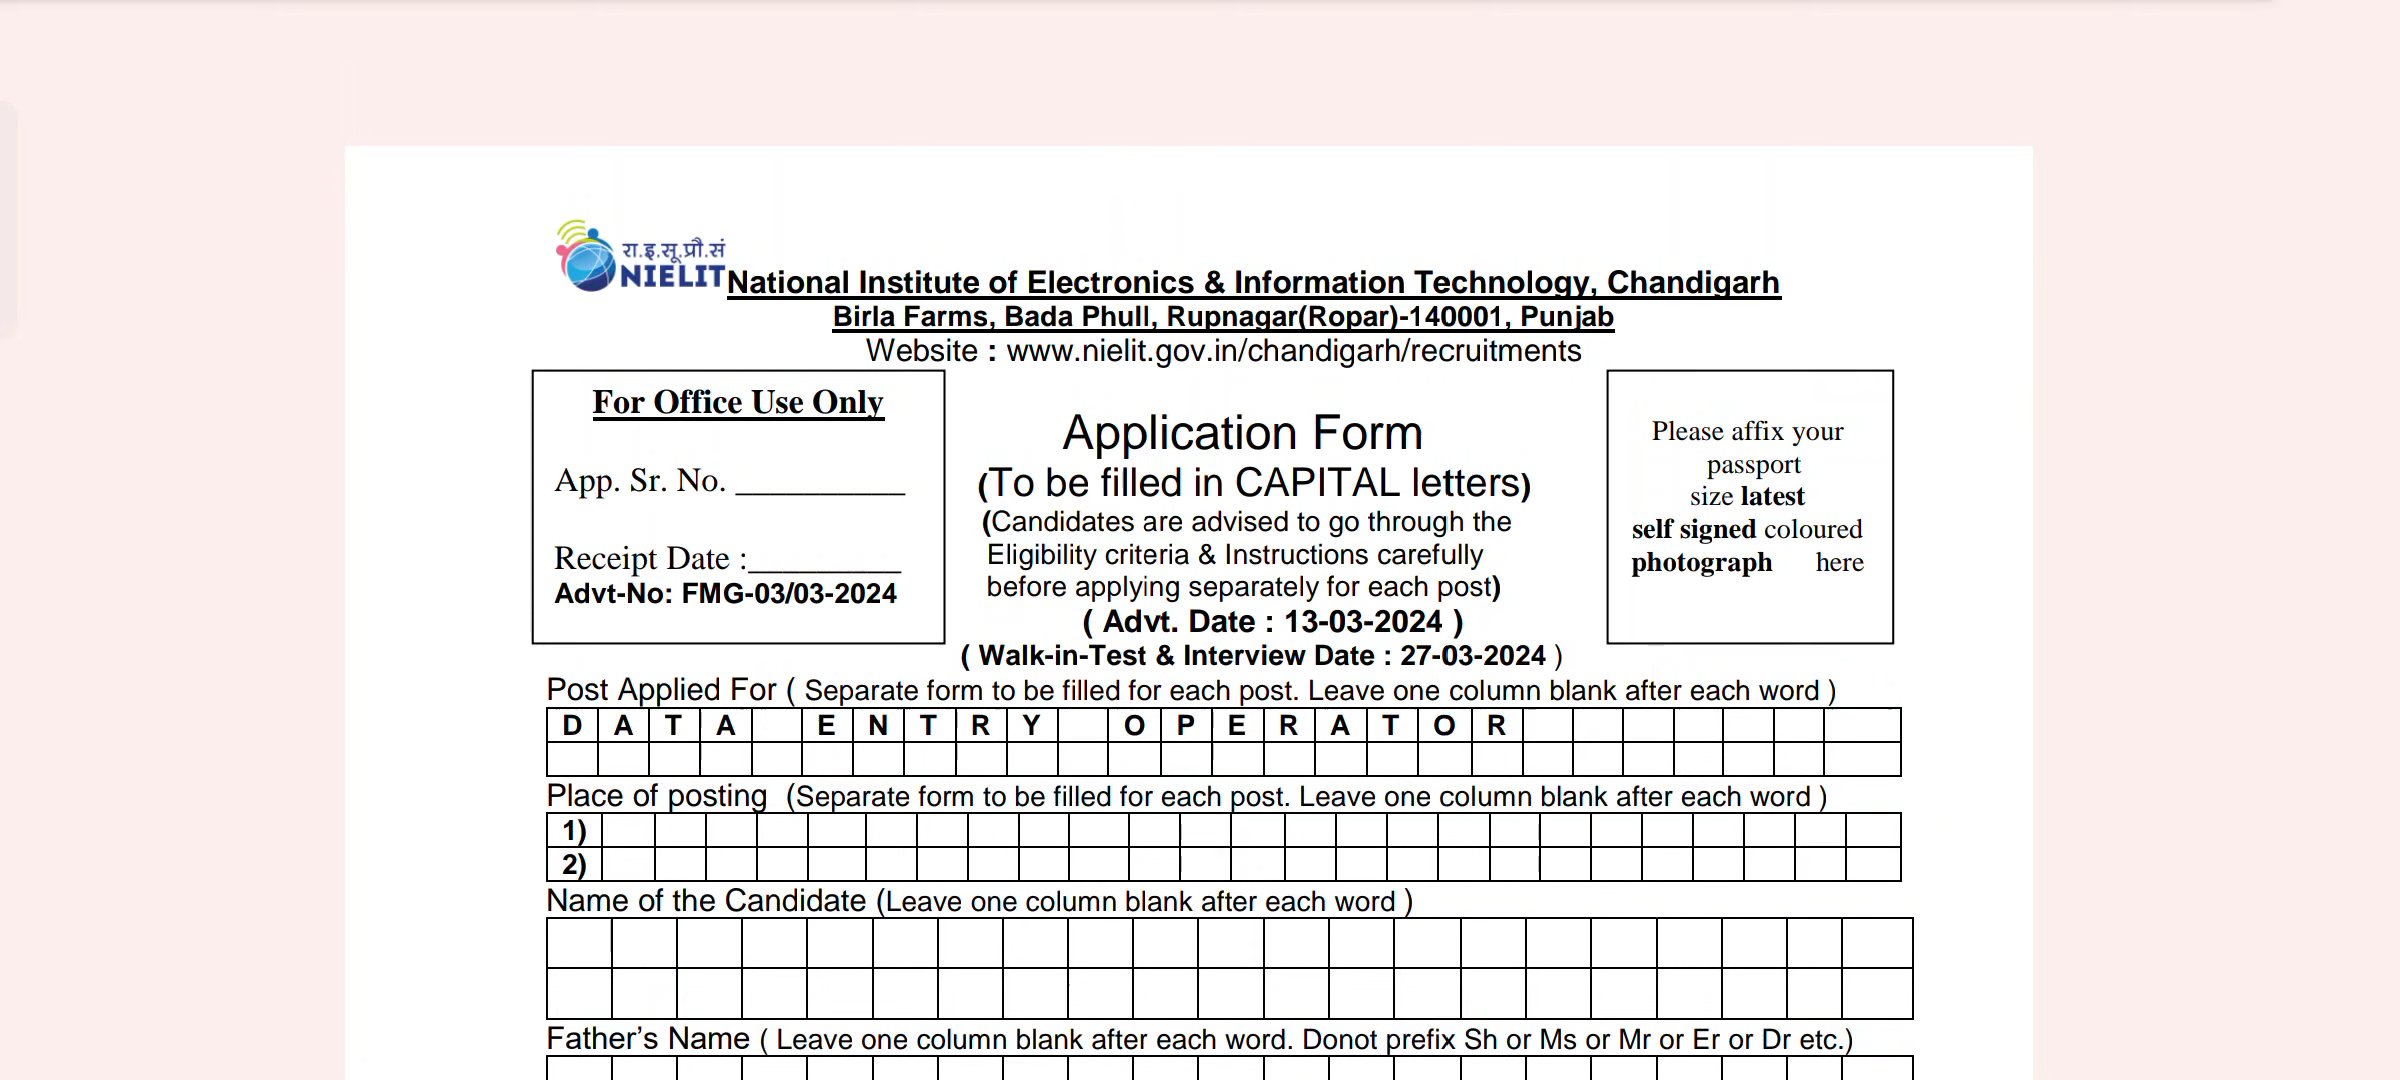 रा.इ.सू.प्रौ.सं
NIELIT
National Institute of Electronics & Information Technology, Chandigarh
Birla Farms, Bada Phull, Rupnagar(Ropar)-140001, Punjab
Website : www.nielit.gov.in/chandigarh/recruitments
For Office Use Only
App. Sr. No. __________
Receipt Date :_________
Advt-No: FMG-03/03-2024
Application Form
(To be filled in CAPITAL letters)
(Candidates are advised to go through the
Eligibility criteria & Instructions carefully
before applying separately for each post)
( Advt. Date : 13-03-2024 )
( Walk-in-Test & Interview Date : 27-03-2024 )
Please affix your
passport
size latest
self signed coloured
photograph here
Post Applied For ( Separate form to be filled for each post. Leave one column blank after each word )
D A T A E N T R Y O P E R A T O R
Place of posting (Separate form to be filled for each post. Leave one column blank after each word )
1)
2)
Name of the Candidate (Leave one column blank after each word )
Father’s Name ( Leave one column blank after each word. Donot prefix Sh or Ms or Mr or Er or Dr etc.)